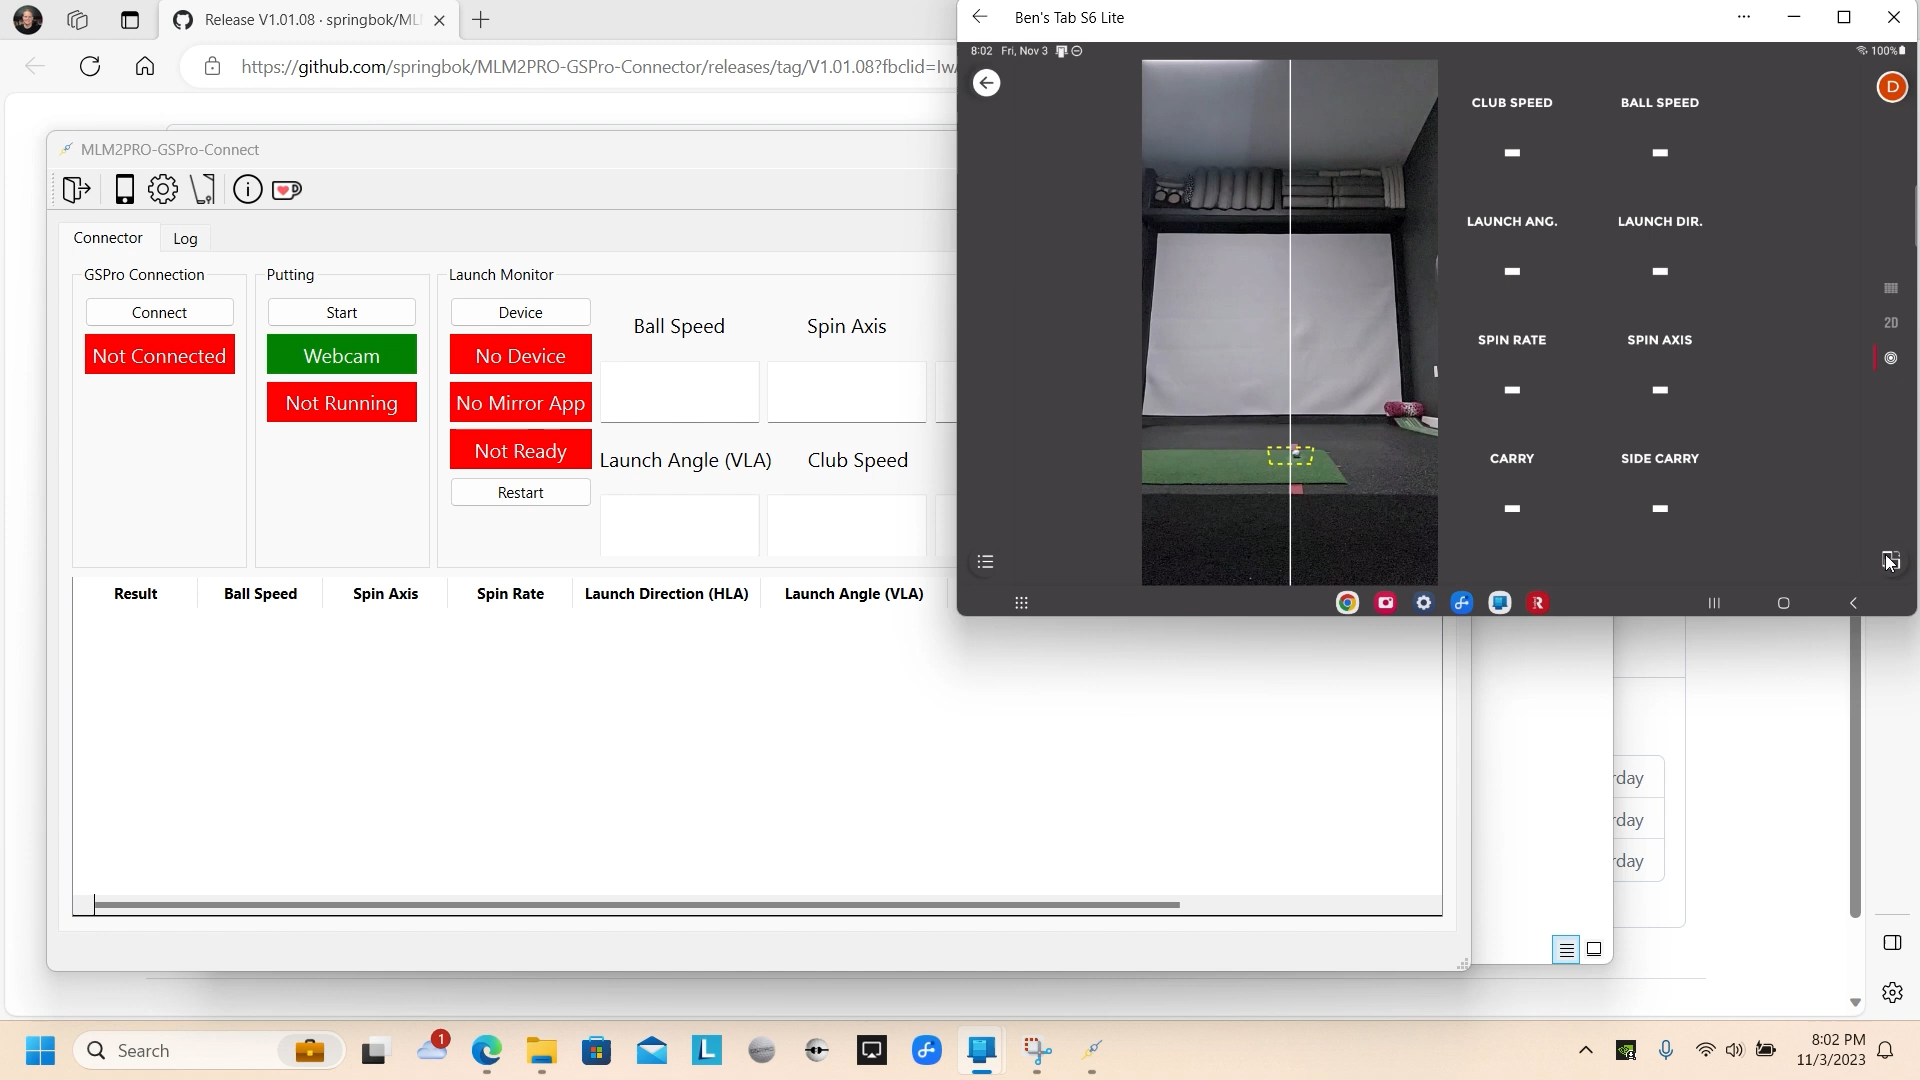 Release V1.01.08 · springbok/ML
https://github.com/springbok/MLM2PRO-GSPro-Connector/releases/tag/V1.01.08?fbclid=Iw
MLM2PRO-GSPro-Connect
Connector
Log
GSPro Connection
Connect
Not Connected
Putting
Start
Webcam
Not Running
Launch Monitor
Device
No Device
No Mirror App
Not Ready
Restart
Ball Speed
Spin Axis
Launch Angle (VLA)
Club Speed
Result
Ball Speed
Spin Axis
Spin Rate
Launch Direction (HLA)
Launch Angle (VLA)
Ben's Tab S6 Lite
8:02 Fri, Nov 3
100%
D
CLUB SPEED
BALL SPEED
LAUNCH ANG.
LAUNCH DIR.
2D
SPIN RATE
SPIN AXIS
CARRY
SIDE CARRY
R
rday
rday
rday
Search
1
L
8:02 PM
11/3/2023